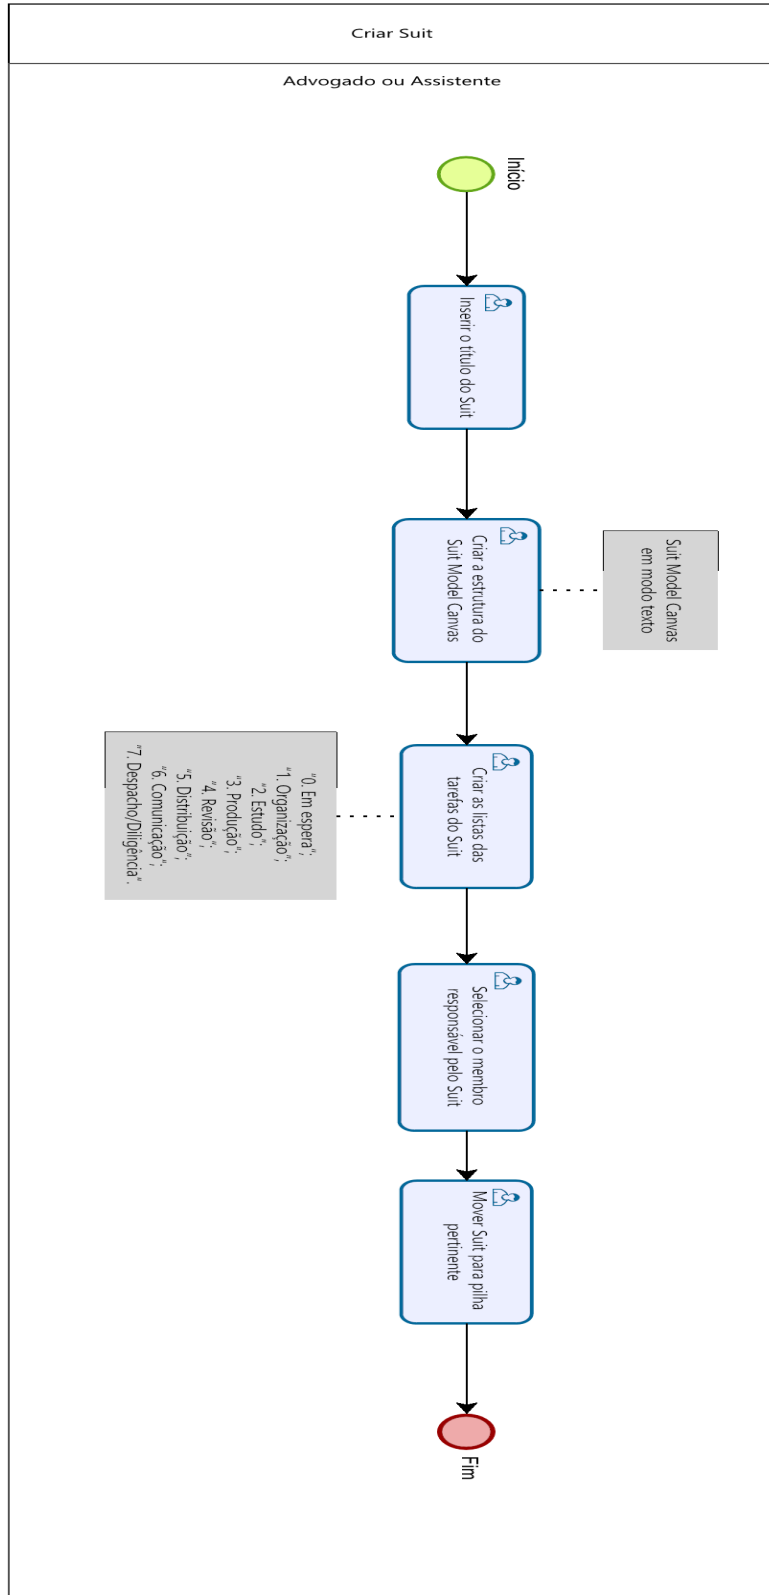 Criar Suit
Advogado ou Assistente
Início
Inserir o título do Suit
Criar a estrutura do
Suit Model Canvas
Suit Model Canvas
em modo texto
Criar as listas das
tarefas do Suit
"0. Em espera";
"1. Organização";
"2. Estudo";
"3. Produção";
"4. Revisão";
"5. Distribuição";
"6. Comunicação";
"7. Despacho/Diligência".
Selecionar o membro
responsável pelo Suit
Mover Suit para pilha
pertinente
Fim